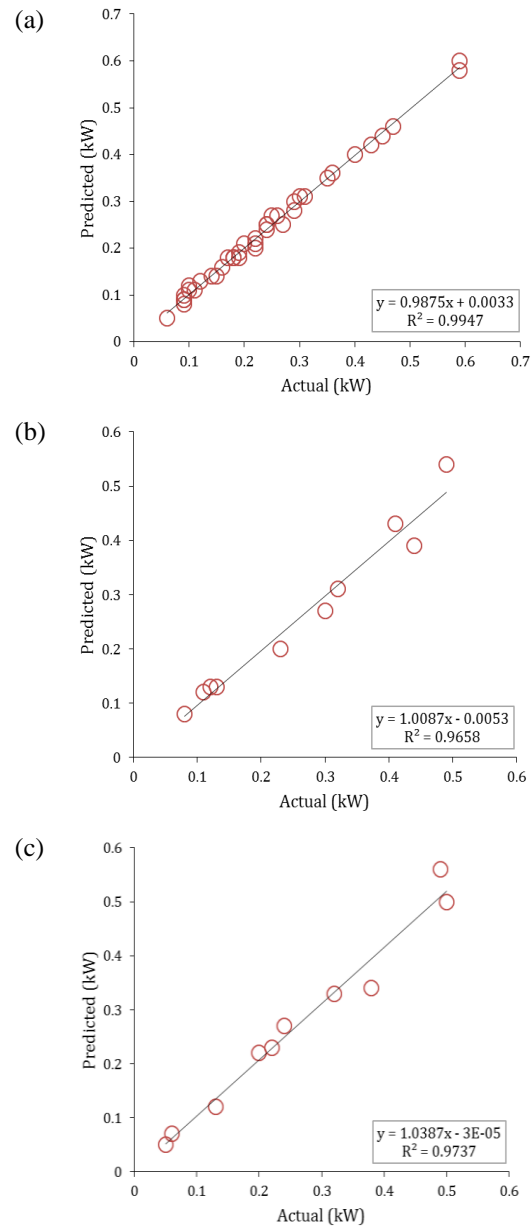 (a)
0.7
0.6
0.5
0.4
0.3
0.2
0.1
0
Predicted (kW)
y = 0.9875x + 0.0033
R² = 0.9947
0 0.1 0.2 0.3 0.4 0.5 0.6 0.7
Actual (kW)
(b)
0.6
0.5
0.4
0.3
0.2
0.1
0
Predicted (kW)
y = 1.0087x - 0.0053
R² = 0.9658
0 0.1 0.2 0.3 0.4 0.5 0.6
Actual (kW)
(c)
0.6
0.5
0.4
0.3
0.2
0.1
0
Predicted (kW)
y = 1.0387x - 3E-05
R² = 0.9737
0 0.1 0.2 0.3 0.4 0.5 0.6
Actual (kW)